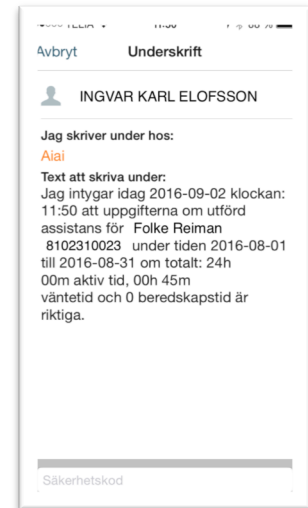 TELIA
Avbryt Underskrift
INGVAR KARL ELOFSSON
Jag skriver under hos:
Aiai
Text att skriva under:
Jag intygar idag 2016-09-02 klockan:
11:50 att uppgifterna om utförd
assistans för Folke Reiman
8102310023 under tiden 2016-08-01
till 2016-08-31 om totalt: 24h
00m aktiv tid, 00h 45m
väntetid och 0 beredskapstid är
riktiga.
Säkerhetskod